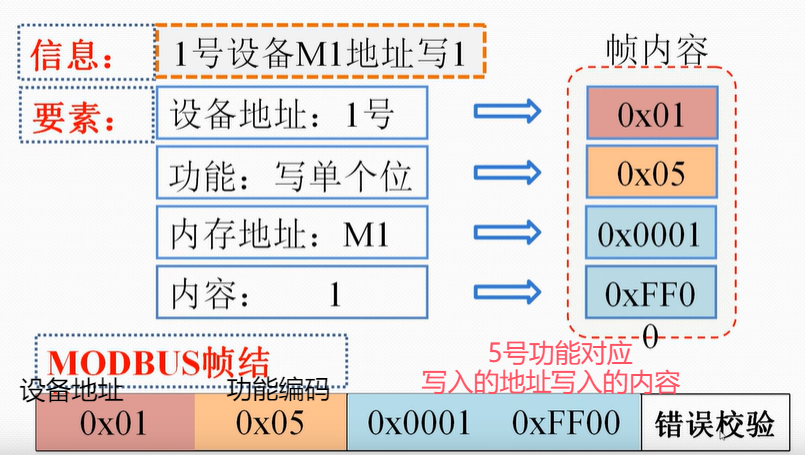 信息： 1号设备M1地址写1 帧内容
要素： 设备地址：1号 0x01
功能：写单个位 0x05
内存地址：M1 0x0001
内容： 1 0xFF0
0
MODBUS帧结
5号功能对应
设备地址 功能编码 写入的地址写入的内容
0x01 0x05 0x0001 0xFF00 错误校验